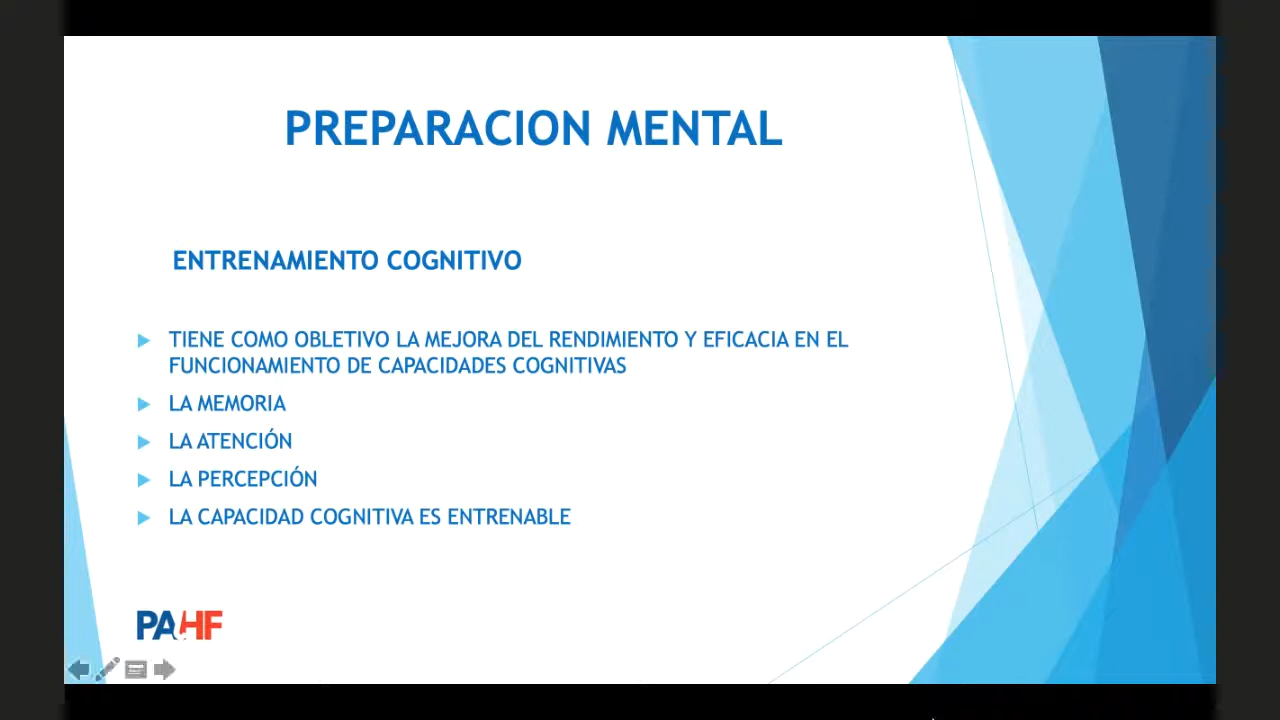 PREPARACION MENTAL
ENTRENAMIENTO COGNITIVO
TIENE COMO OBLETIVO LA MEJORA DEL RENDIMIENTO Y EFICACIA EN EL
FUNCIONAMIENTO DE CAPACIDADES COGNITIVAS
LA MEMORIA
LA ATENCIÓN
LA PERCEPCIÓN
LA CAPACIDAD COGNITIVA ES ENTRENABLE
PAHF